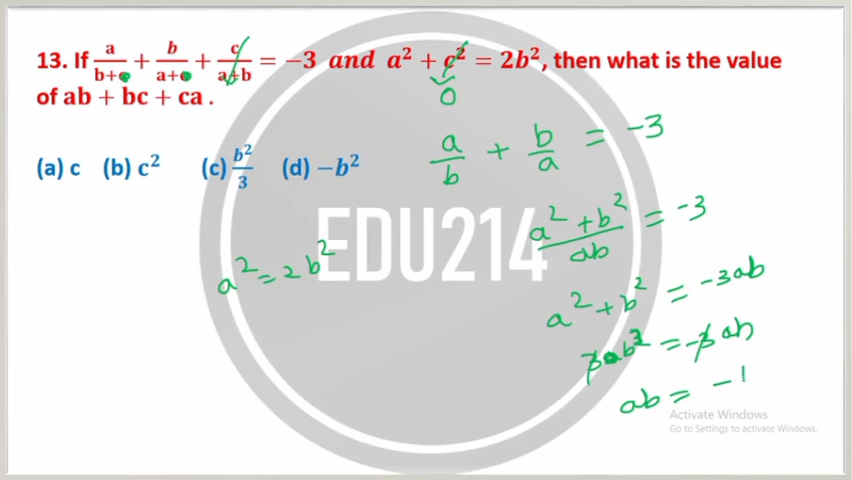 13. If a/(b+c) + b/(a+c) + c/(a+b) = −3 and a² + c² = 2b², then what is the value
of ab + bc + ca .
0
(a) c (b) c² (c) b²/3 (d) −b²
a/b + b/a = -3
(a² + b²)/ab = -3
a² = 2b²
a² + b² = -3ab
3b² = -3ab
ab = -1
EDU214
Activate Windows
Go to Settings to activate Windows.